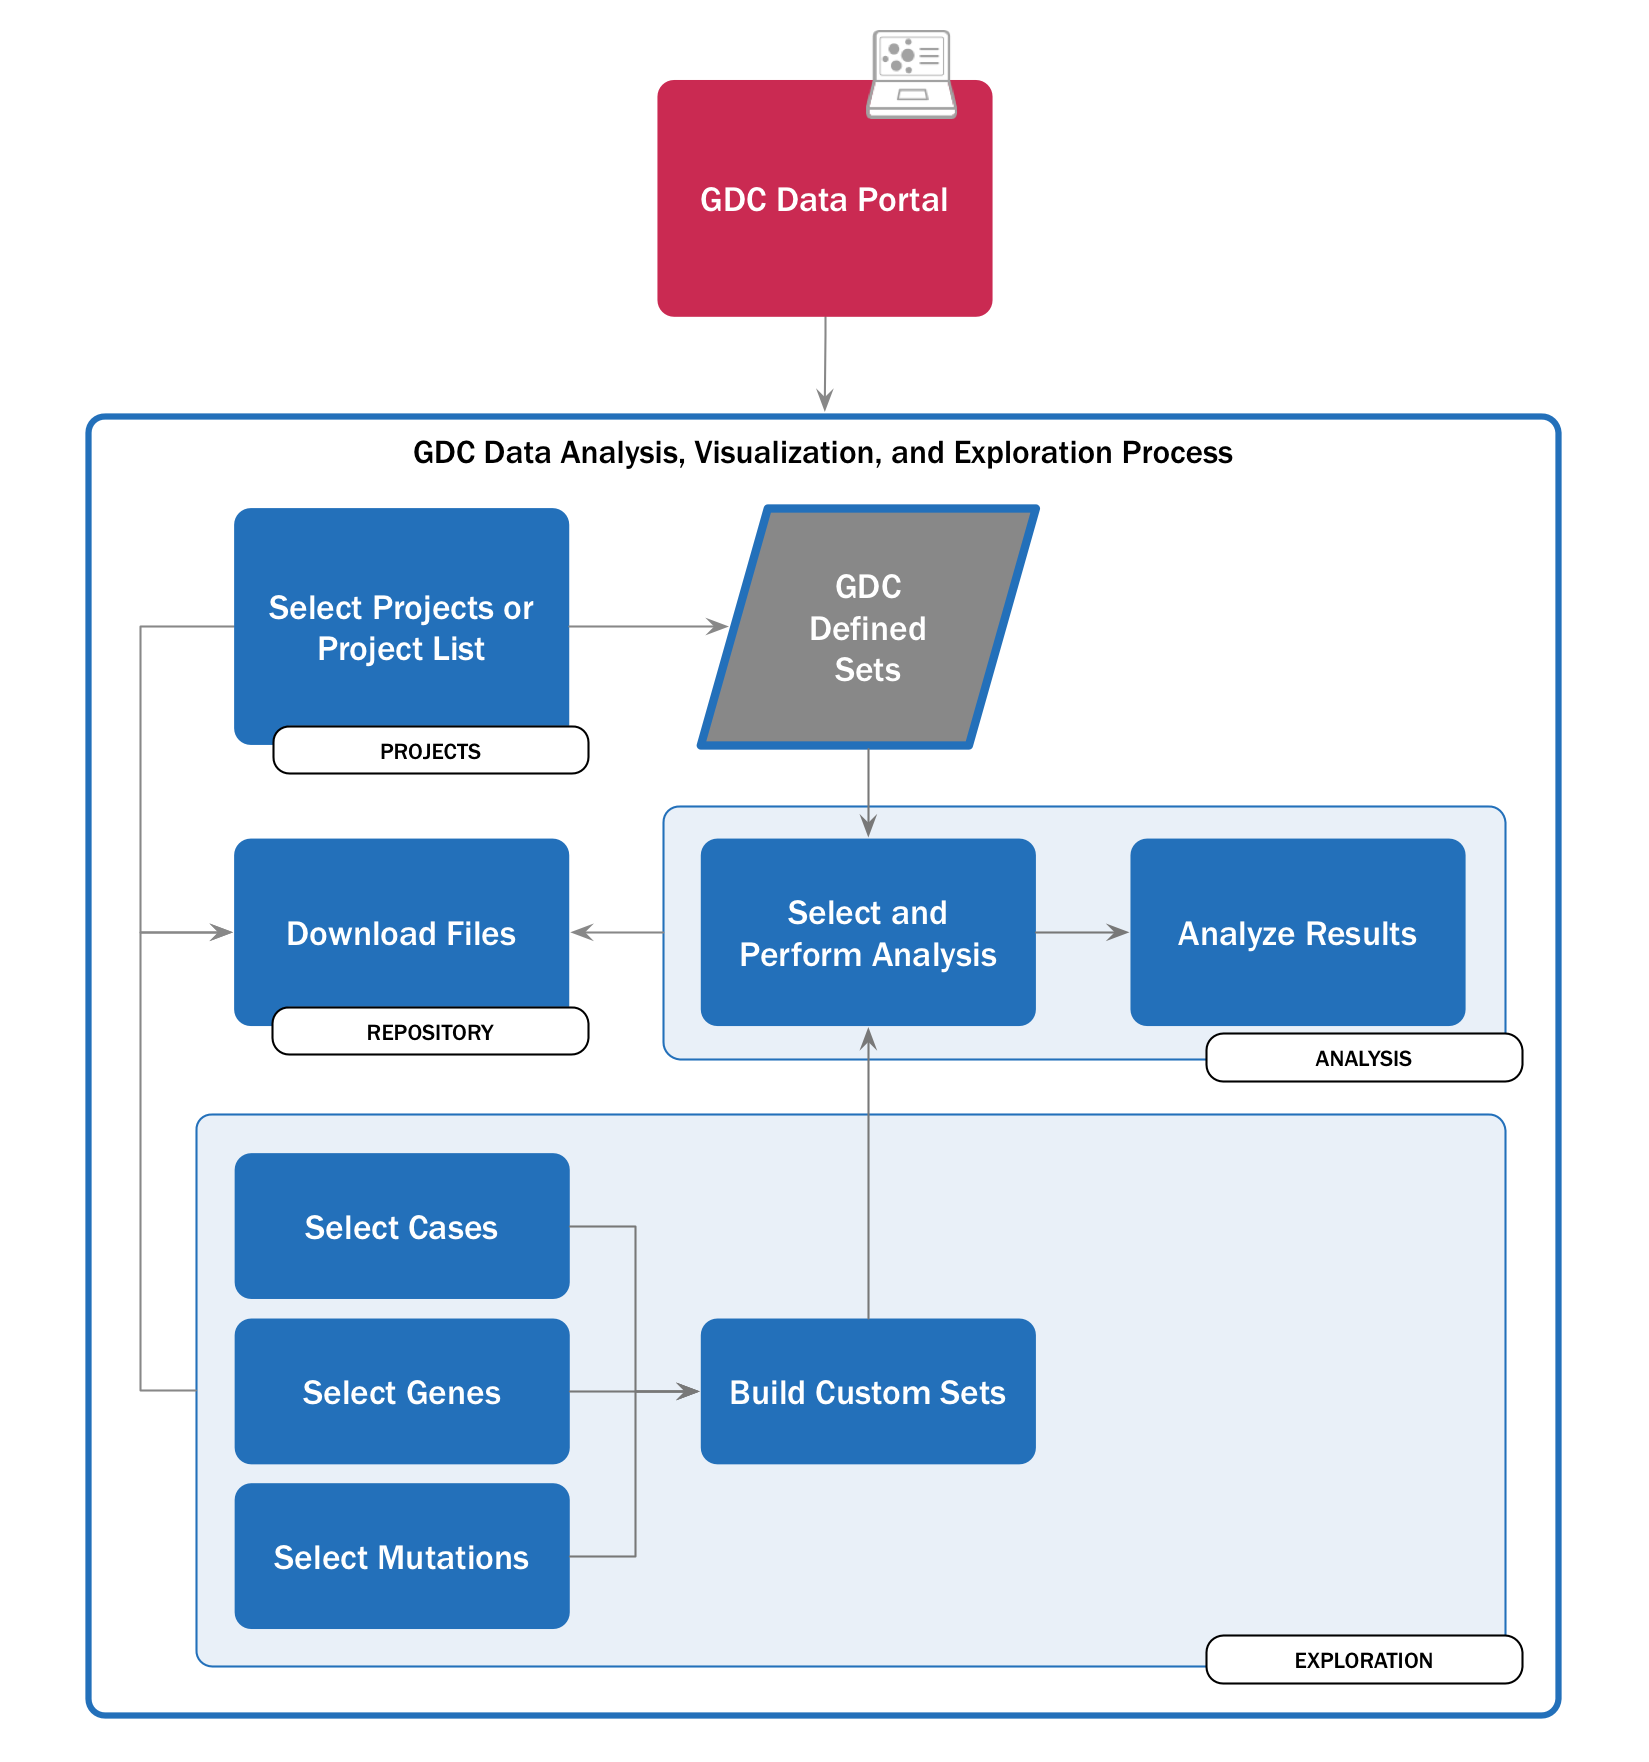 GDC Data Portal
GDC Data Analysis, Visualization, and Exploration Process
Select Projects or
Project List
PROJECTS
GDC
Defined
Sets
Download Files
REPOSITORY
Select and
Perform Analysis
Analyze Results
ANALYSIS
Select Cases
Select Genes
Select Mutations
Build Custom Sets
EXPLORATION